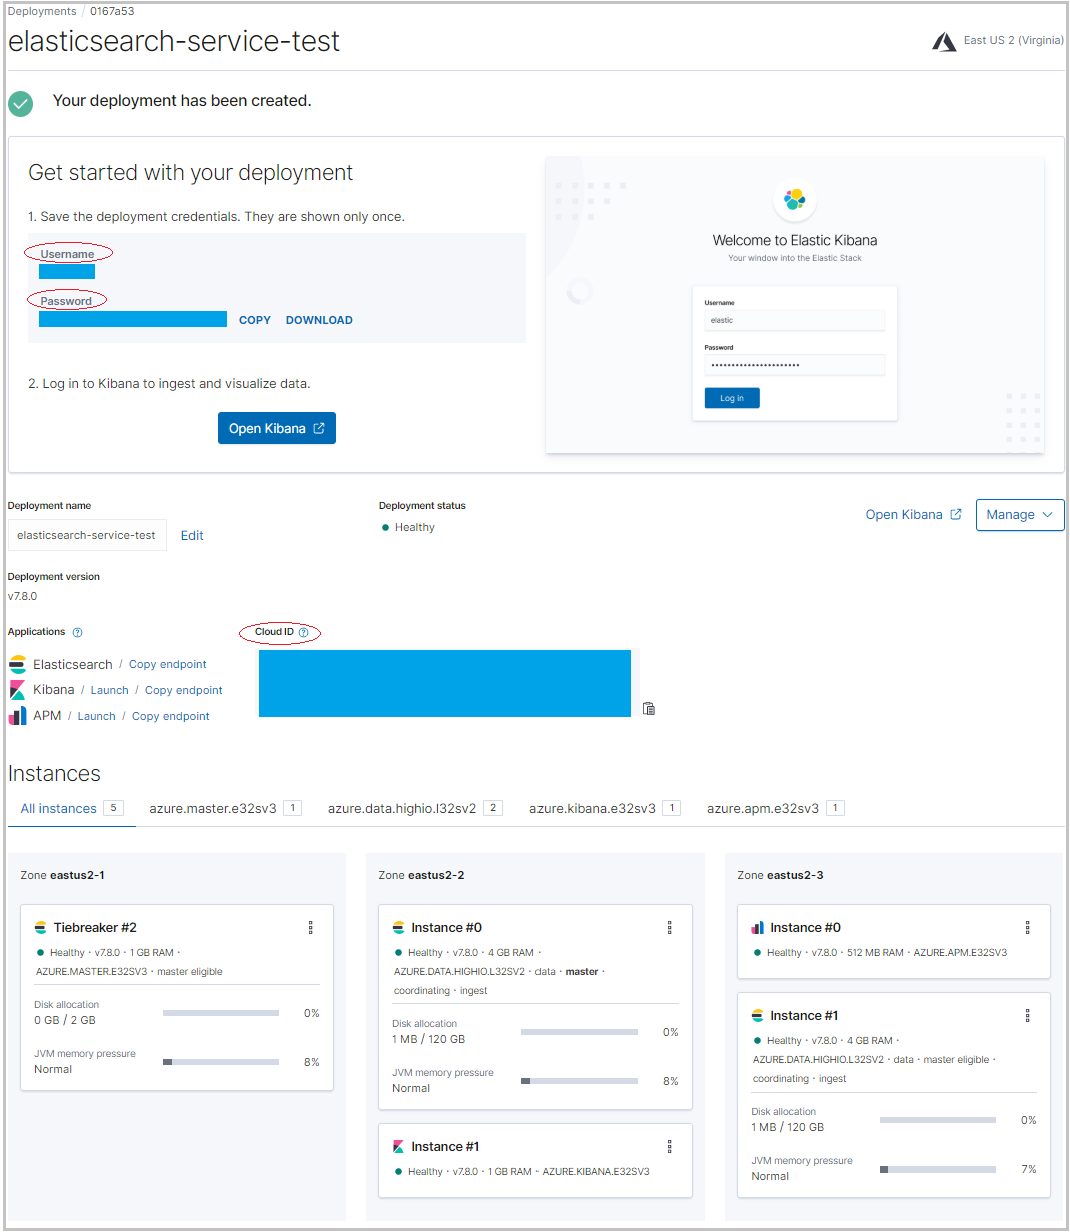 Deployments / 0167a53
elasticsearch-service-test
East US 2 (Virginia)
Your deployment has been created.
Get started with your deployment
1. Save the deployment credentials. They are shown only once.
Username
Password
COPY DOWNLOAD
2. Log in to Kibana to ingest and visualize data.
Open Kibana
Welcome to Elastic Kibana
Your window into the Elastic Stack
Username
elastic
Password
••••••••••••••••••••••
Log in
Deployment name
elasticsearch-service-test Edit
Deployment status
Healthy
Open Kibana
Manage
Deployment version
v7.8.0
Applications
Cloud ID
Elasticsearch / Copy endpoint
Kibana / Launch / Copy endpoint
APM / Launch / Copy endpoint
Instances
All instances 5 azure.master.e32sv3 1 azure.data.highio.l32sv2 2 azure.kibana.e32sv3 1 azure.apm.e32sv3 1
Zone eastus2-1
Tiebreaker #2
Healthy · v7.8.0 · 1 GB RAM ·
AZURE.MASTER.E32SV3 · master eligible
Disk allocation
0 GB / 2 GB
0%
JVM memory pressure
Normal
8%
Zone eastus2-2
Instance #0
Healthy · v7.8.0 · 4 GB RAM ·
AZURE.DATA.HIGHIO.L32SV2 · data · master ·
coordinating · ingest
Disk allocation
1 MB / 120 GB
0%
JVM memory pressure
Normal
8%
Instance #1
Healthy · v7.8.0 · 1 GB RAM · AZURE.KIBANA.E32SV3
Zone eastus2-3
Instance #0
Healthy · v7.8.0 · 512 MB RAM · AZURE.APM.E32SV3
Instance #1
Healthy · v7.8.0 · 4 GB RAM ·
AZURE.DATA.HIGHIO.L32SV2 · data · master eligible ·
coordinating · ingest
Disk allocation
1 MB / 120 GB
0%
JVM memory pressure
Normal
7%